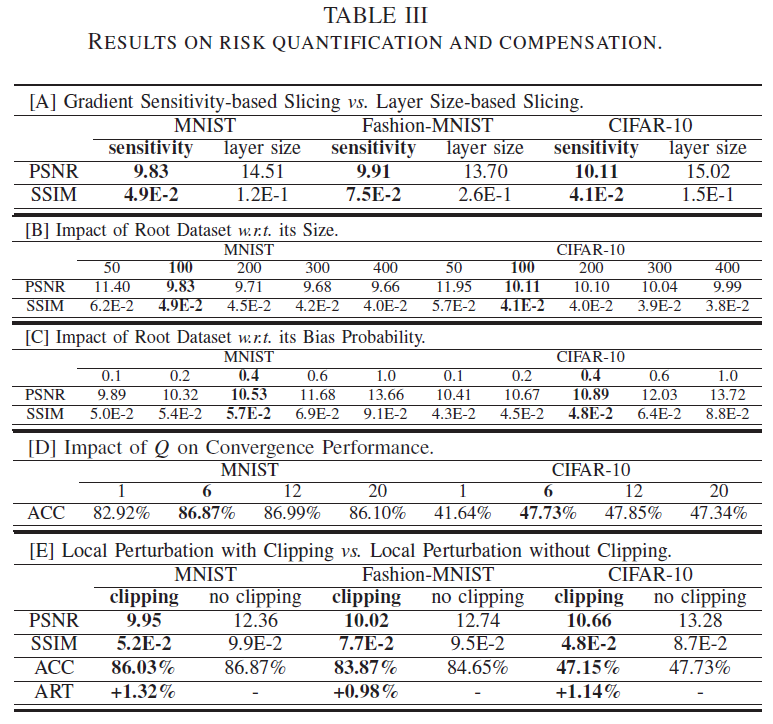 TABLE III
RESULTS ON RISK QUANTIFICATION AND COMPENSATION.
[A] Gradient Sensitivity-based Slicing vs. Layer Size-based Slicing.
MNIST Fashion-MNIST CIFAR-10
sensitivity layer size sensitivity layer size sensitivity layer size
PSNR 9.83 14.51 9.91 13.70 10.11 15.02
SSIM 4.9E-2 1.2E-1 7.5E-2 2.6E-1 4.1E-2 1.5E-1
[B] Impact of Root Dataset w.r.t. its Size.
MNIST CIFAR-10
50 100 200 300 400 50 100 200 300 400
PSNR 11.40 9.83 9.71 9.68 9.66 11.95 10.11 10.10 10.04 9.99
SSIM 6.2E-2 4.9E-2 4.5E-2 4.2E-2 4.0E-2 5.7E-2 4.1E-2 4.0E-2 3.9E-2 3.8E-2
[C] Impact of Root Dataset w.r.t. its Bias Probability.
MNIST CIFAR-10
0.1 0.2 0.4 0.6 1.0 0.1 0.2 0.4 0.6 1.0
PSNR 9.89 10.32 10.53 11.68 13.66 10.41 10.67 10.89 12.03 13.72
SSIM 5.0E-2 5.4E-2 5.7E-2 6.9E-2 9.1E-2 4.3E-2 4.5E-2 4.8E-2 6.4E-2 8.8E-2
[D] Impact of Q on Convergence Performance.
MNIST CIFAR-10
1 6 12 20 1 6 12 20
ACC 82.92% 86.87% 86.99% 86.10% 41.64% 47.73% 47.85% 47.34%
[E] Local Perturbation with Clipping vs. Local Perturbation without Clipping.
MNIST Fashion-MNIST CIFAR-10
clipping no clipping clipping no clipping clipping no clipping
PSNR 9.95 12.36 10.02 12.74 10.66 13.28
SSIM 5.2E-2 9.9E-2 7.7E-2 9.5E-2 4.8E-2 8.7E-2
ACC 86.03% 86.87% 83.87% 84.65% 47.15% 47.73%
ART +1.32% - +0.98% - +1.14% -